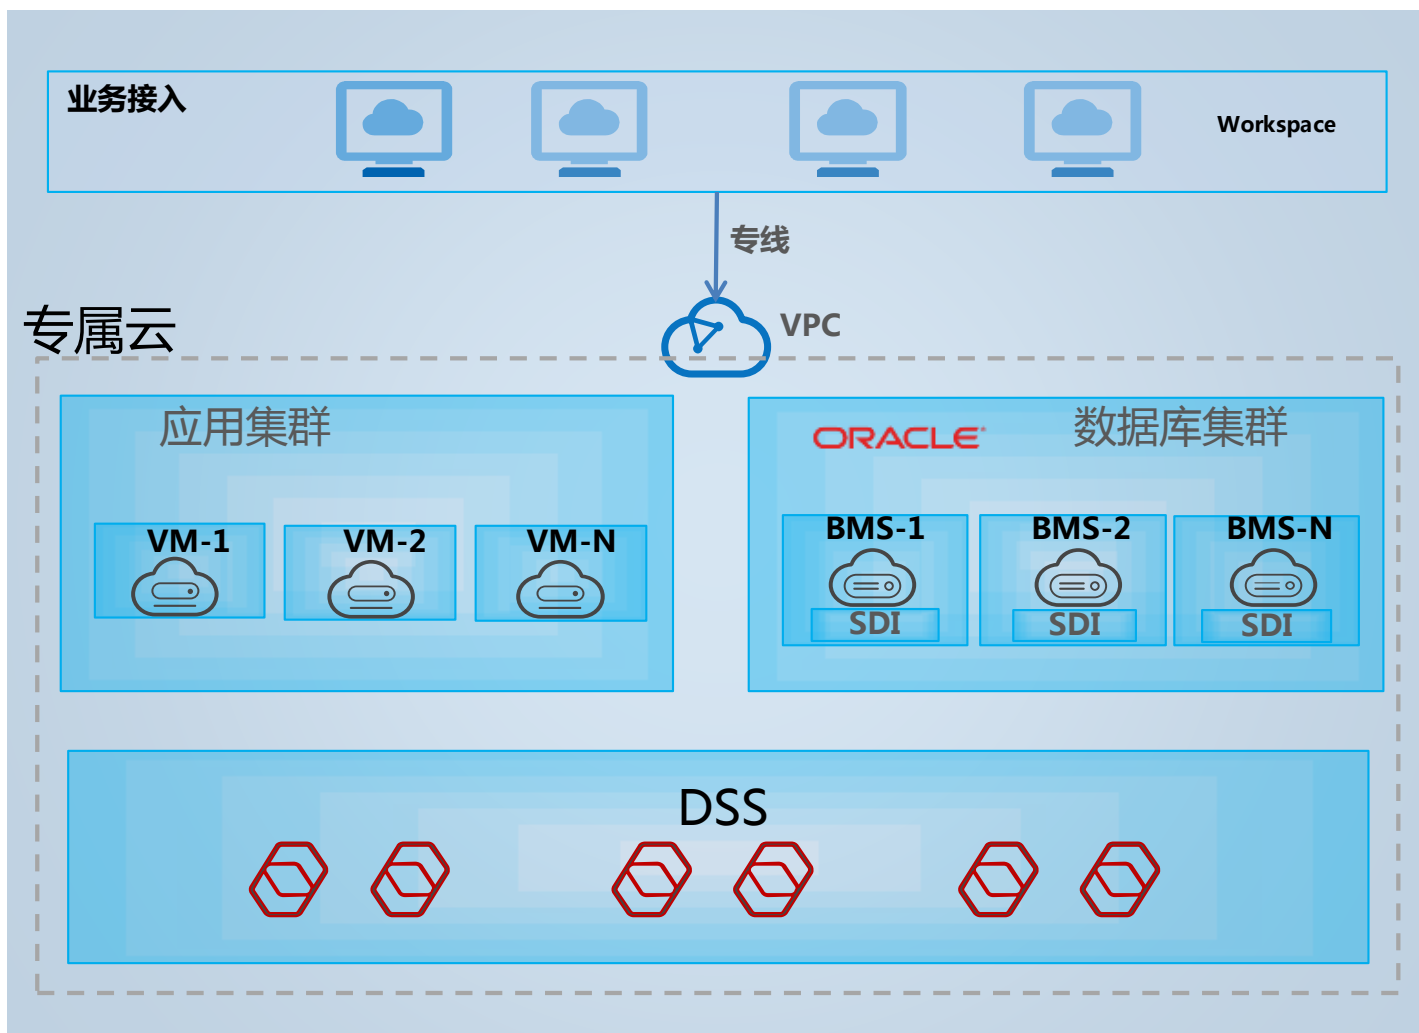 业务接入
Workspace
专线
VPC
专属云
应用集群
ORACLE
数据库集群
VM-1
VM-2
VM-N
BMS-1
BMS-2
BMS-N
SDI
SDI
SDI
DSS